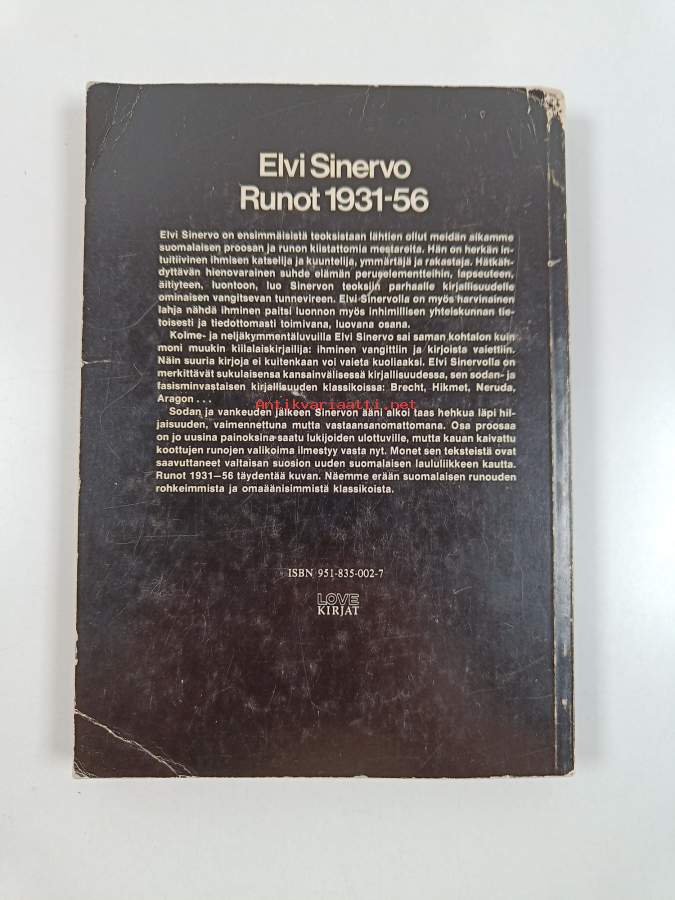 Elvi Sinervo
Runot 1931-56
Elvi Sinervo on ensimmäisistä teoksistaan lähtien ollut meidän aikamme
suomalaisen proosan ja runon kiistattomia mestareita. Hän on herkän in-
tuitiivinen ihmisen katselija ja kuuntelija, ymmärtäjä ja rakastaja. Hätkäh-
dyttävän hienovarainen suhde elämän peruselementteihin, lapseuteen,
äitiyteen, luontoon, luo Sinervon teoksiin parhaalle kirjallisuudelle
ominaisen vangitsevan tunnevireen. Elvi Sinervolla on myös harvinainen
lahja nähdä ihminen paitsi luonnon myös inhimillisen yhteiskunnan tie-
toisesti ja tiedottomasti toimivana, luovana osana.
Kolme- ja neljäkymmentäluvuilla Elvi Sinervo sai saman kohtalon kuin
moni muukin kiilalaiskirjailija: ihminen vangittiin ja kirjoista vaiettiin.
Näin suuria kirjoja ei kuitenkaan voi vaieta kuoliaaksi. Elvi Sinervolla on
merkittävät sukulaisensa kansainvälisessä kirjallisuudessa, sen sodan- ja
fasisminvastaisen kirjallisuuden klassikoissa: Brecht, Hikmet, Neruda,
Aragon . . .
Antikvariaatti.net
Sodan ja vankeuden jälkeen Sinervon ääni alkoi taas hehkua läpi hil-
jaisuuden, vaimennettuna mutta vastaansanomattomana. Osa proosaa
on jo uusina painoksina saatu lukijoiden ulottuville, mutta kauan kaivattu
koottujen runojen valikoima ilmestyy vasta nyt. Monet sen teksteistä ovat
saavuttaneet valtaisan suosion uuden suomalaisen laululiikkeen kautta.
Runot 1931—56 täydentää kuvan. Näemme erään suomalaisen runouden
rohkeimmista ja omaäänisimmistä klassikoista.
ISBN 951-835-002-7
LOVE
KIRJAT